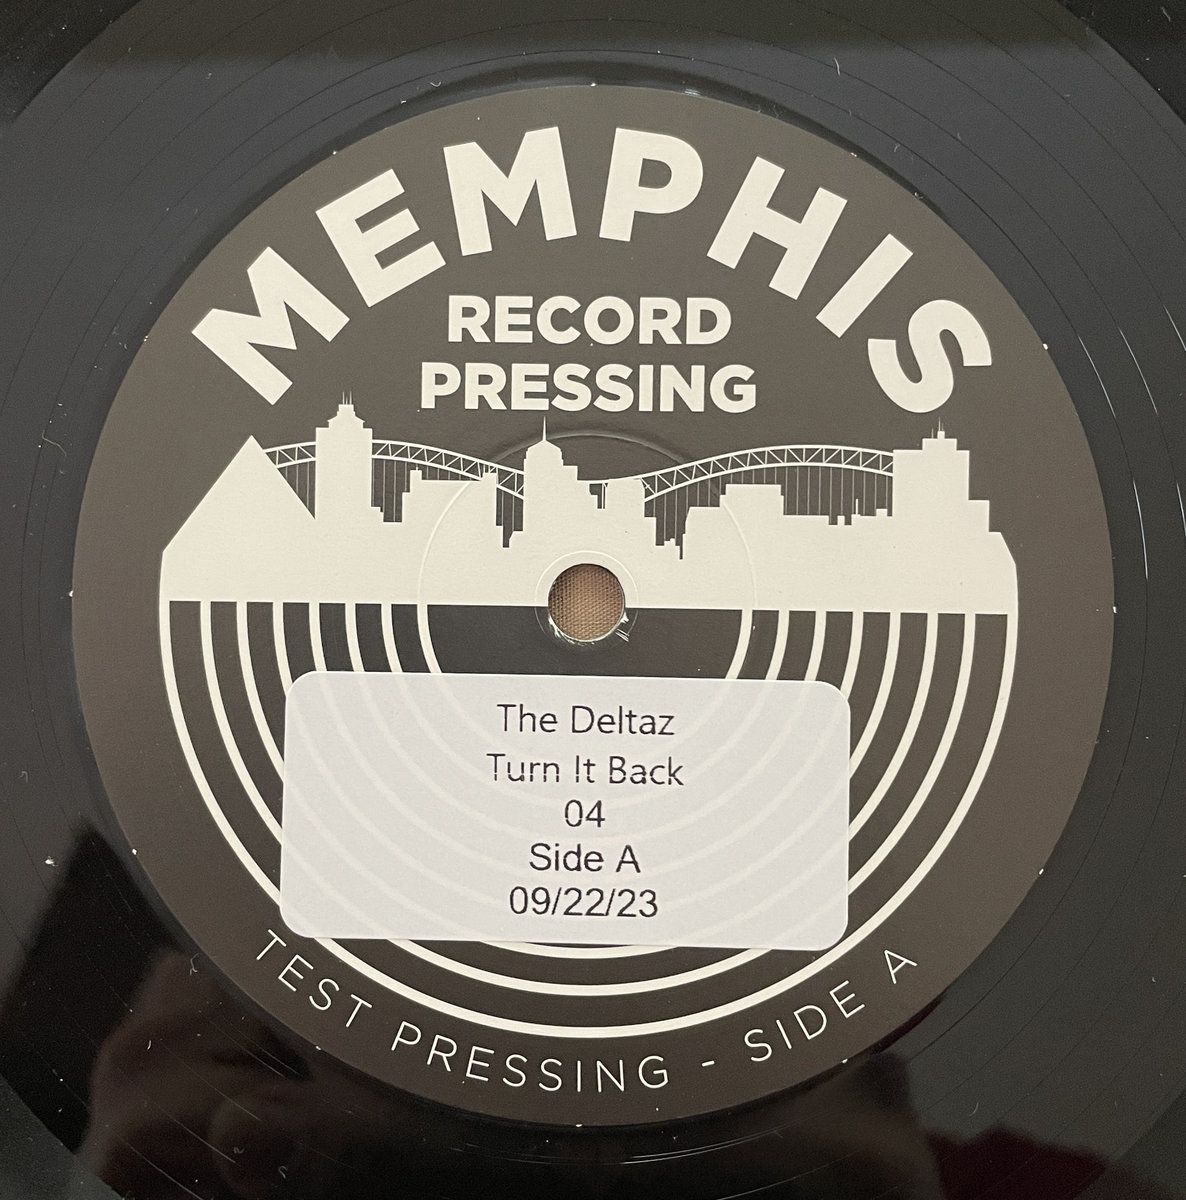 MEMPHIS
RECORD
PRESSING
The Deltaz
Turn It Back
04
Side A
09/22/23
TEST PRESSING - SIDE A